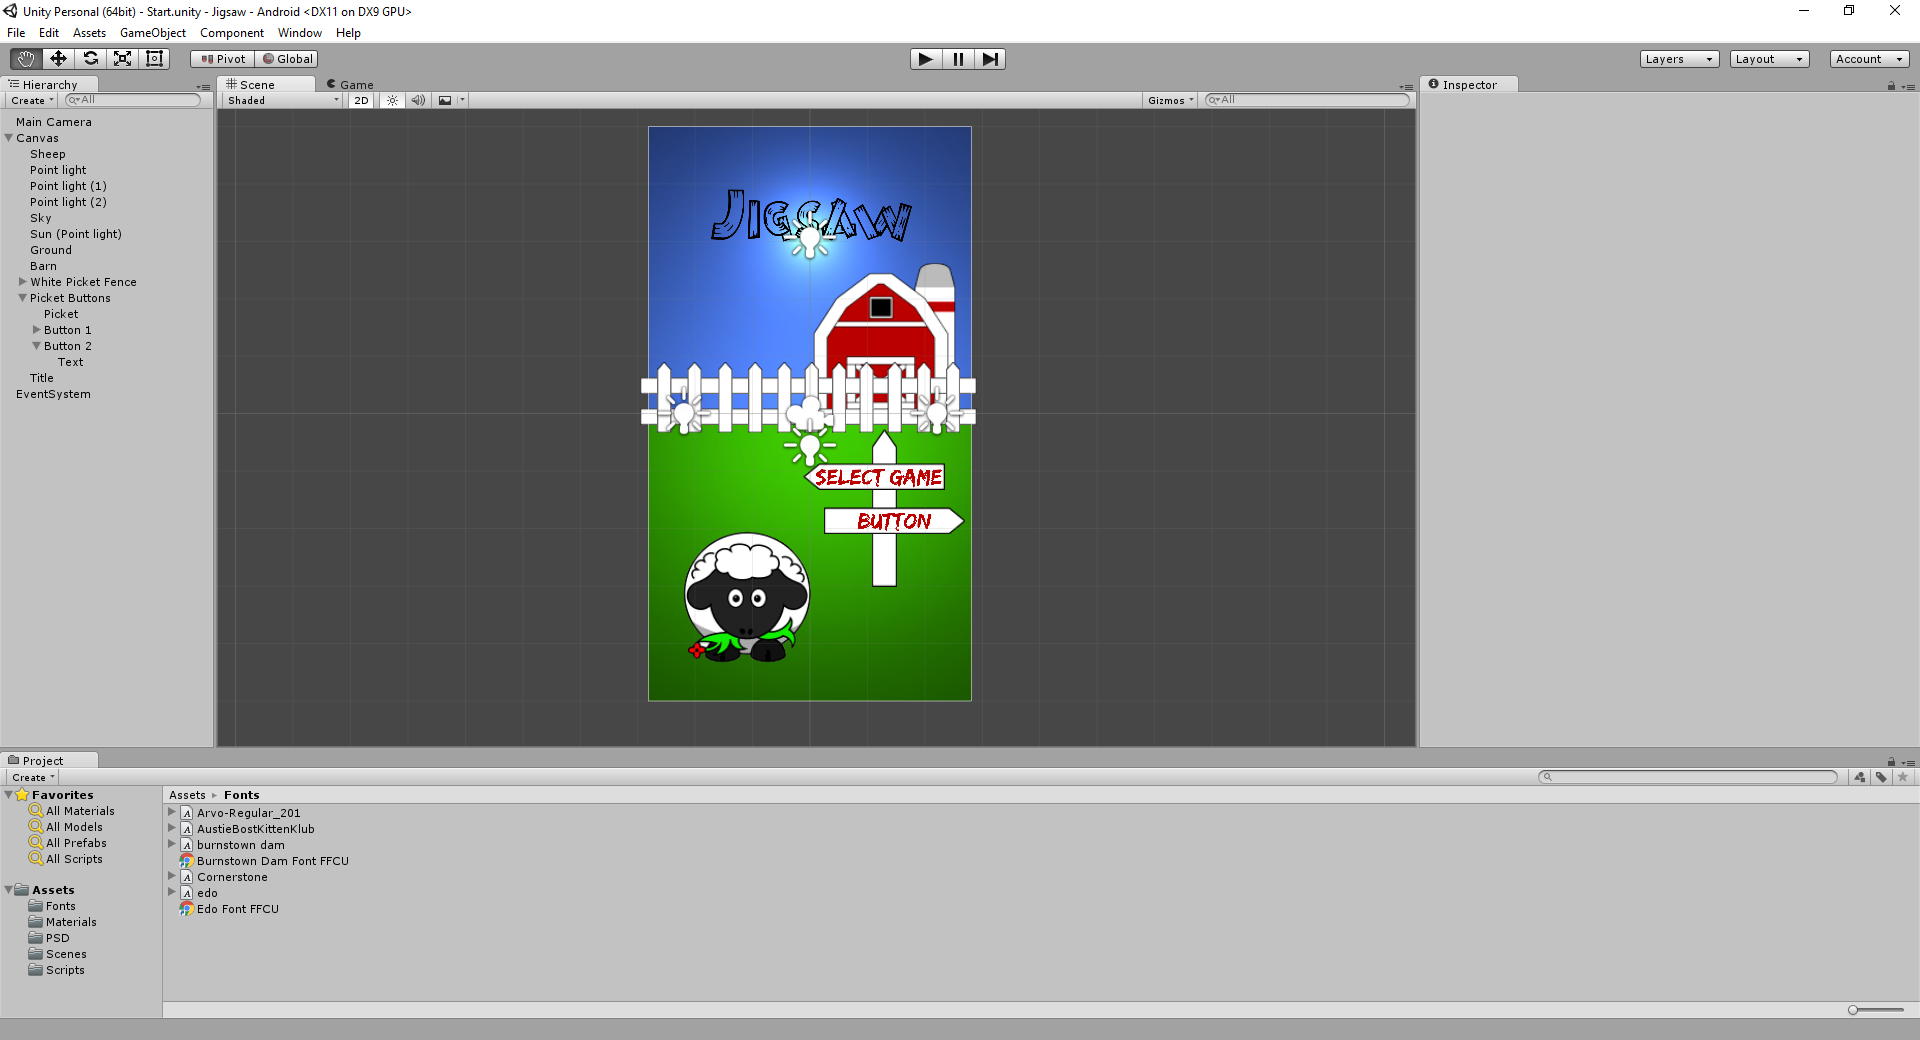 Unity Personal (64bit) - Start.unity - Jigsaw - Android <DX11 on DX9 GPU>
File Edit Assets GameObject Component Window Help
Pivot Global Layers Layout Account
Hierarchy
Create All
Main Camera
Canvas
Sheep
Point light
Point light (1)
Point light (2)
Sky
Sun (Point light)
Ground
Barn
White Picket Fence
Picket Buttons
Picket
Button 1
Button 2
Text
Title
EventSystem
Scene Game
Shaded 2D Gizmos All
JIGSAW
SELECT GAME
BUTTON
Inspector
Project
Create
Favorites
All Materials
All Models
All Prefabs
All Scripts
Assets
Fonts
Materials
PSD
Scenes
Scripts
Assets Fonts
Arvo-Regular_201
AustieBostKittenKlub
burnstown dam
Burnstown Dam Font FFCU
Cornerstone
edo
Edo Font FFCU